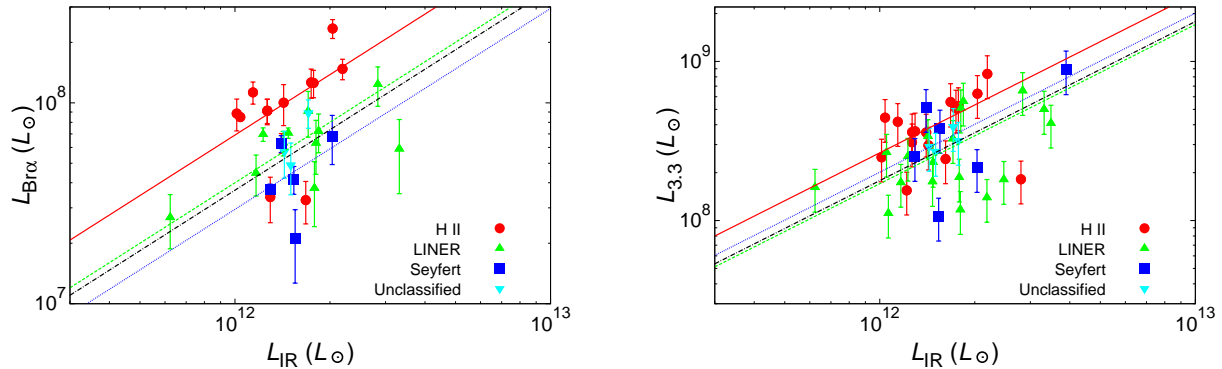 10^8
10^7
L_Brα (L_⊙)
10^12
10^13
L_IR (L_⊙)
H II
LINER
Seyfert
Unclassified
10^9
10^8
L_3.3 (L_⊙)
10^12
10^13
L_IR (L_⊙)
H II
LINER
Seyfert
Unclassified